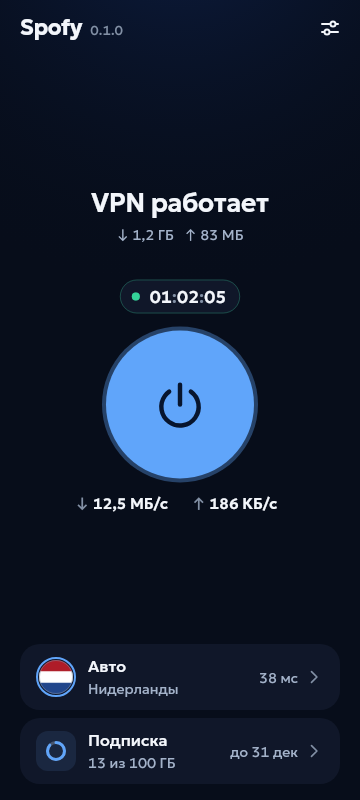 Spofy 0.1.0
VPN работает
↓ 1,2 ГБ ↑ 83 МБ
01:02:05
↓ 12,5 МБ/с ↑ 186 КБ/с
Авто
Нидерланды
38 мс
Подписка
13 из 100 ГБ
до 31 дек